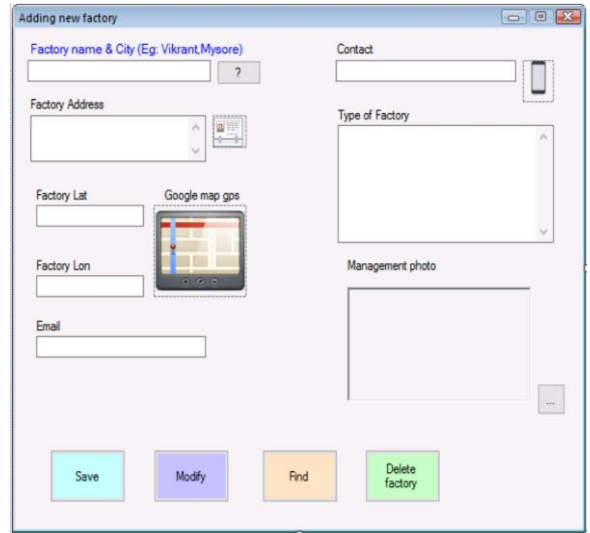 Adding new factory
Factory name & City (Eg: Vikrant,Mysore)
?
Factory Address
Factory Lat
Google map gps
Factory Lon
Email
Contact
Type of Factory
Management photo
...
Save
Modify
Find
Delete
factory